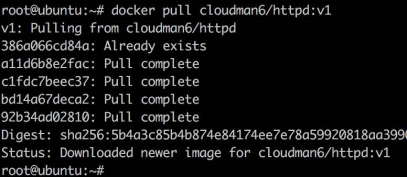 root@ubuntu:~# docker pull cloudman6/httpd:v1
v1: Pulling from cloudman6/httpd
386a066cd84a: Already exists
a11d6b8e2fac: Pull complete
c1fdc7beec37: Pull complete
bd14a67deca2: Pull complete
92b34ad02810: Pull complete
Digest: sha256:5b4a3c85b4b874e84174ee7e78a59920818aa3990
Status: Downloaded newer image for cloudman6/httpd:v1
root@ubuntu:~#